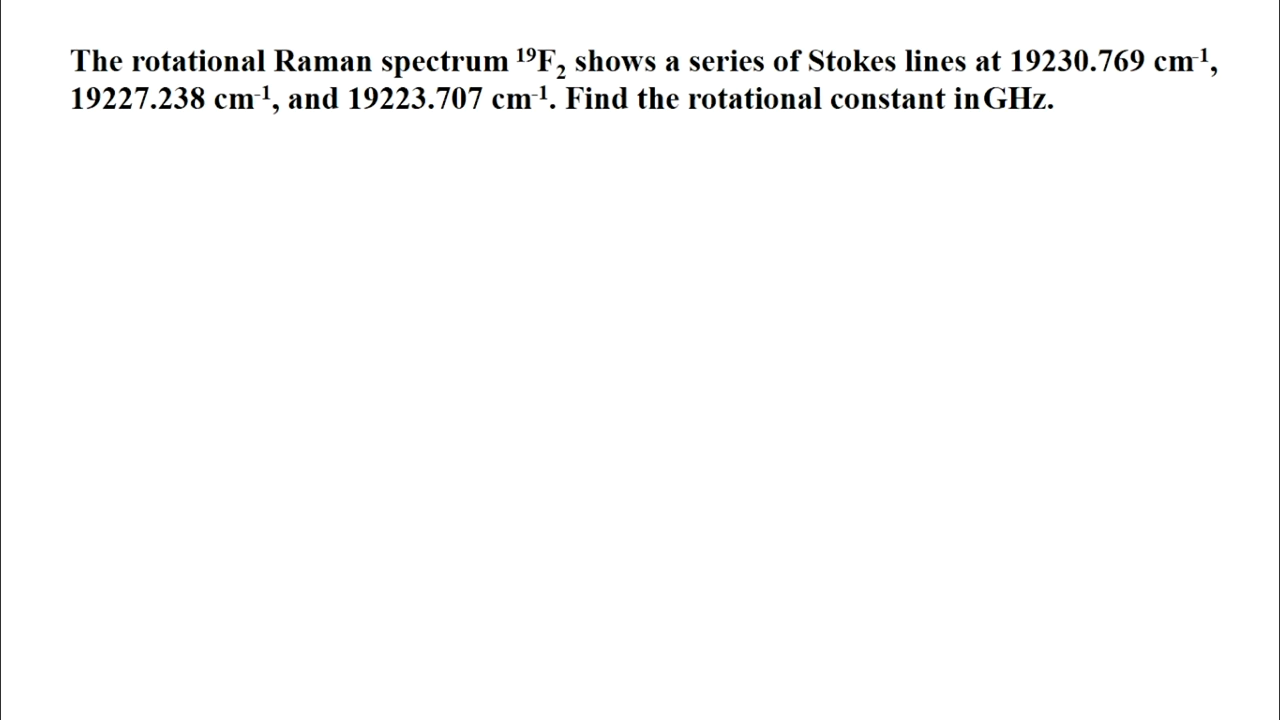 The rotational Raman spectrum ¹⁹F₂ shows a series of Stokes lines at 19230.769 cm⁻¹,
19227.238 cm⁻¹, and 19223.707 cm⁻¹. Find the rotational constant in GHz.